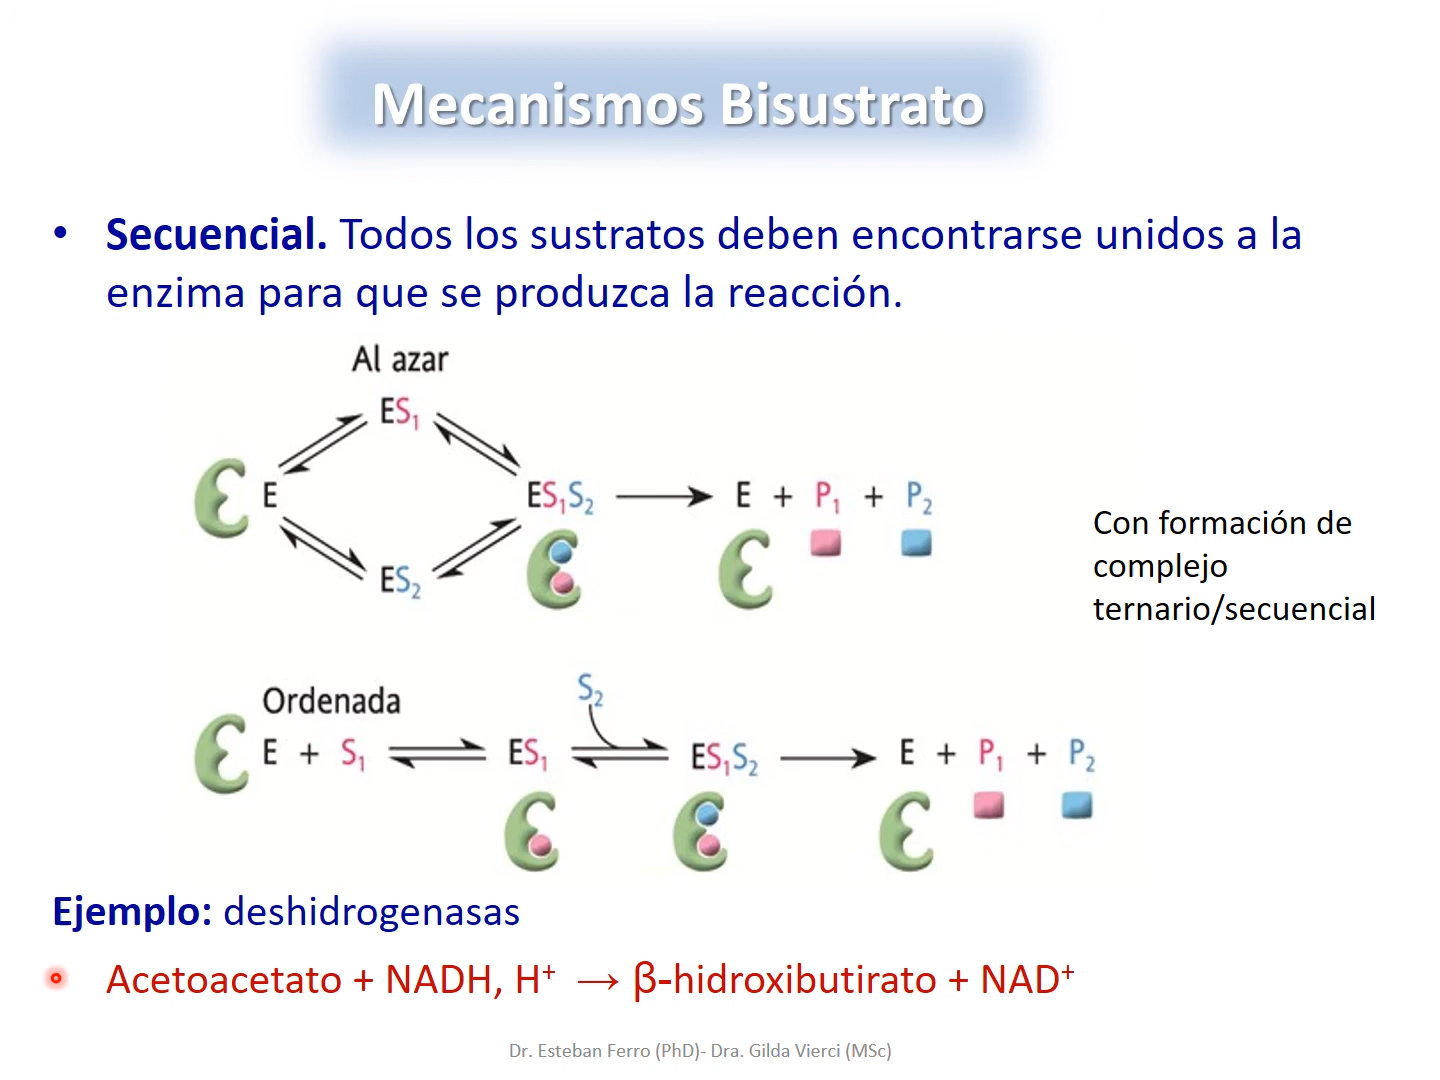 Mecanismos Bisustrato
• Secuencial. Todos los sustratos deben encontrarse unidos a la
enzima para que se produzca la reacción.
Al azar
ES₁
E
ES₁S₂ → E + P₁ + P₂
ES₂
Con formación de
complejo
ternario/secuencial
Ordenada
S₂
E + S₁ ⇌ ES₁ ⇌ ES₁S₂ → E + P₁ + P₂
Ejemplo: deshidrogenasas
• Acetoacetato + NADH, H⁺ → β-hidroxibutirato + NAD⁺
Dr. Esteban Ferro (PhD)- Dra. Gilda Vierci (MSc)